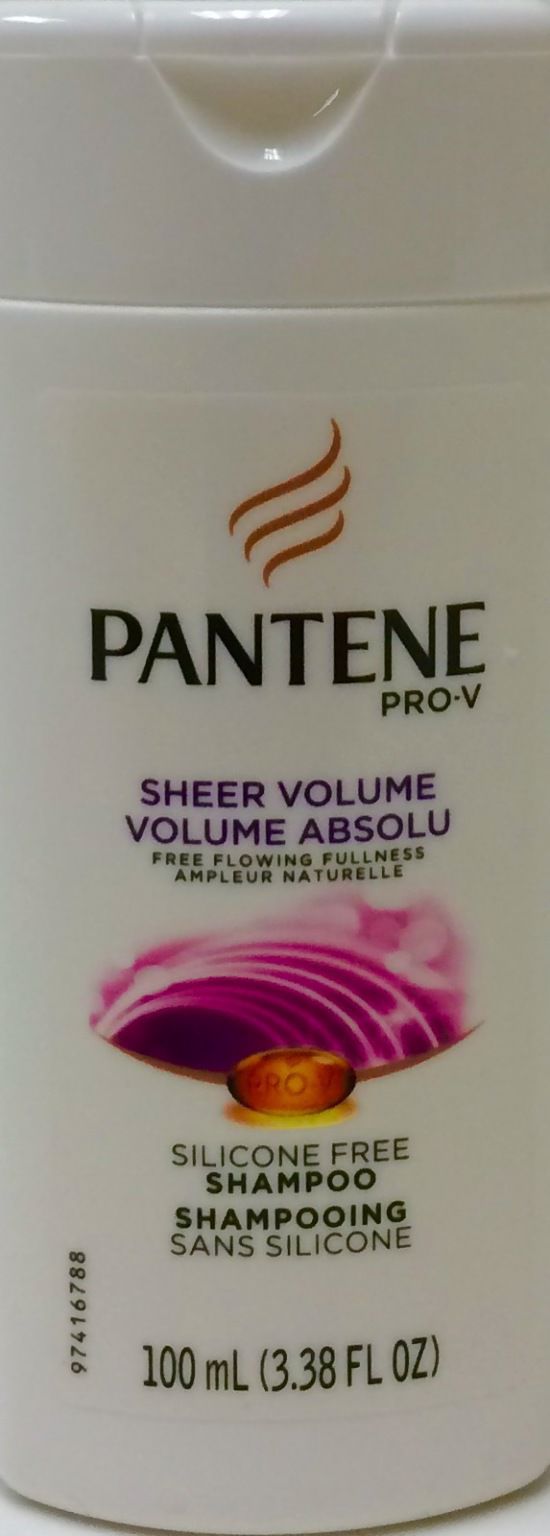 PANTENE
PRO-V
SHEER VOLUME
VOLUME ABSOLU
FREE FLOWING FULLNESS
AMPLEUR NATURELLE
PRO-V
SILICONE FREE
SHAMPOO
SHAMPOOING
SANS SILICONE
97416788
100 mL (3.38 FL OZ)